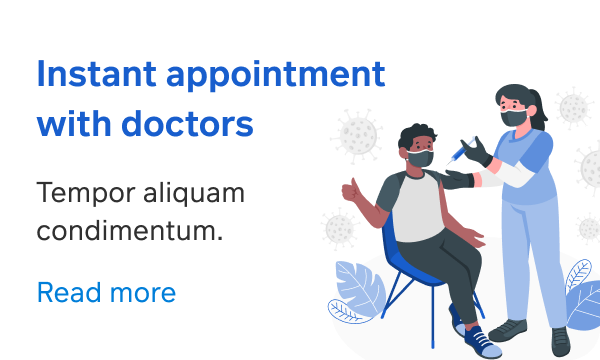 Instant appointment
with doctors
Tempor aliquam
condimentum.
Read more